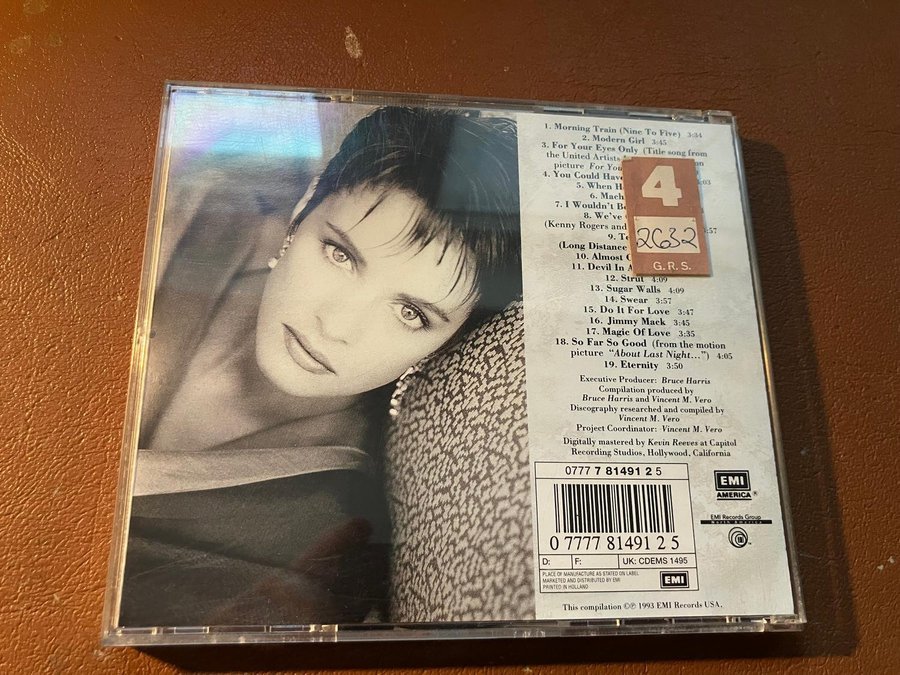 1. Morning Train (Nine To Five) 3:34
2. Modern Girl 3:45
3. For Your Eyes Only (Title song from
the United Artists
picture For You
4. You Could Have :03
5. When H
6. Mach
7. I Wouldn't Be
8. We've
(Kenny Rogers and :57
9. T
(Long Distance
10. Almost
11. Devil In A
12. Strut 4:09
13. Sugar Walls 4:09
14. Swear 3:57
15. Do It For Love 3:47
16. Jimmy Mack 3:45
17. Magic Of Love 3:35
18. So Far So Good (from the motion
picture "About Last Night...") 4:05
19. Eternity 3:50
4
2632
G.R.S.
Executive Producer: Bruce Harris
Compilation produced by
Bruce Harris and Vincent M. Vero
Discography researched and compiled by
Vincent M. Vero
Project Coordinator: Vincent M. Vero
Digitally mastered by Kevin Reeves at Capitol
Recording Studios, Hollywood, California
0777 7 81491 2 5
0 7777 81491 2 5
D: F: UK: CDEMS 1495
PLACE OF MANUFACTURE AS STATED ON LABEL
MARKETED AND DISTRIBUTED BY EMI
PRINTED IN HOLLAND
EMI
EMI
AMERICA®
EMI Records Group
North America
This compilation ©℗ 1993 EMI Records USA.